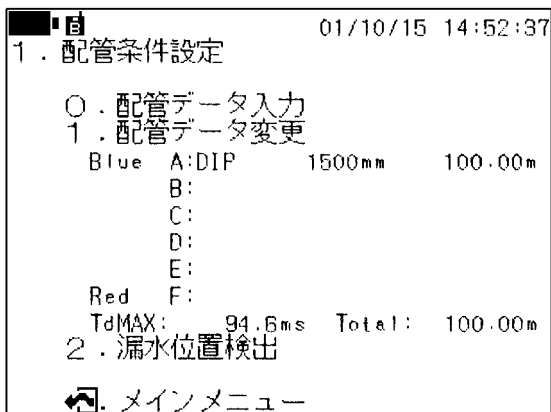 B 01/10/15 14:52:37
1．配管条件設定
0．配管データ入力
1．配管データ変更
Blue A:DIP 1500mm 100.00m
B:
C:
D:
E:
Red F:
TdMAX: 94.6ms Total: 100.00m
2．漏水位置検出
．メインメニュー